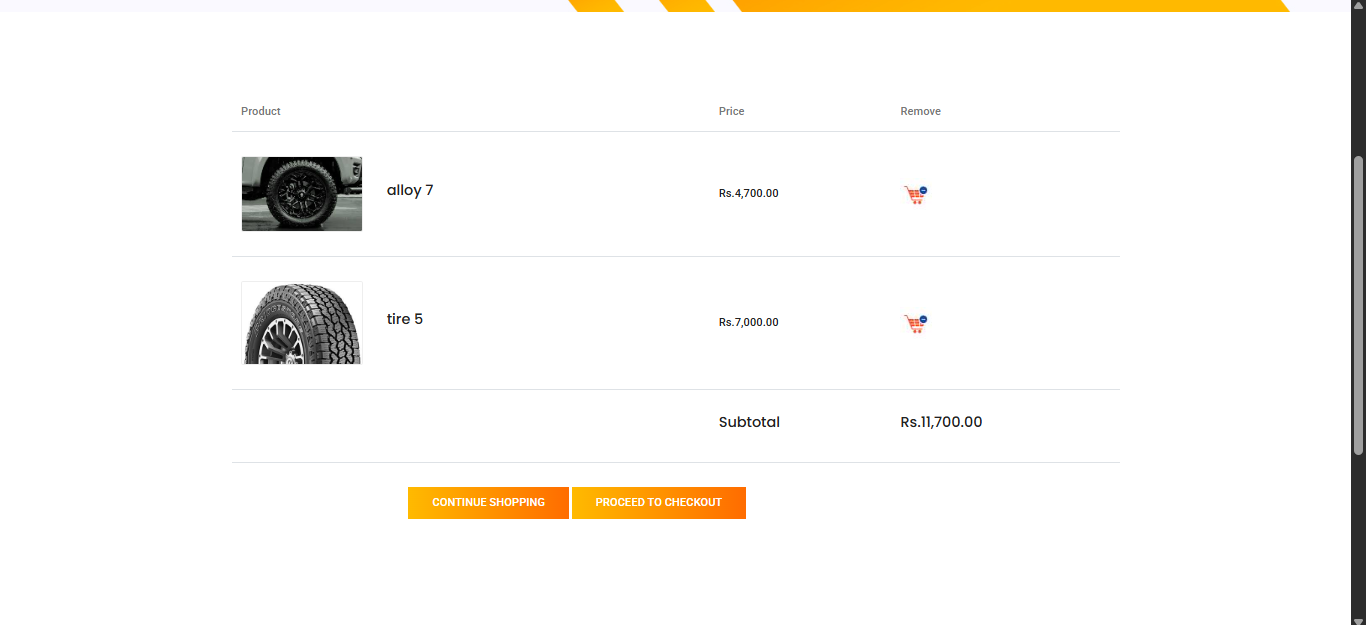 Product Price Remove
alloy 7 Rs.4,700.00
tire 5 Rs.7,000.00
Subtotal Rs.11,700.00
CONTINUE SHOPPING PROCEED TO CHECKOUT